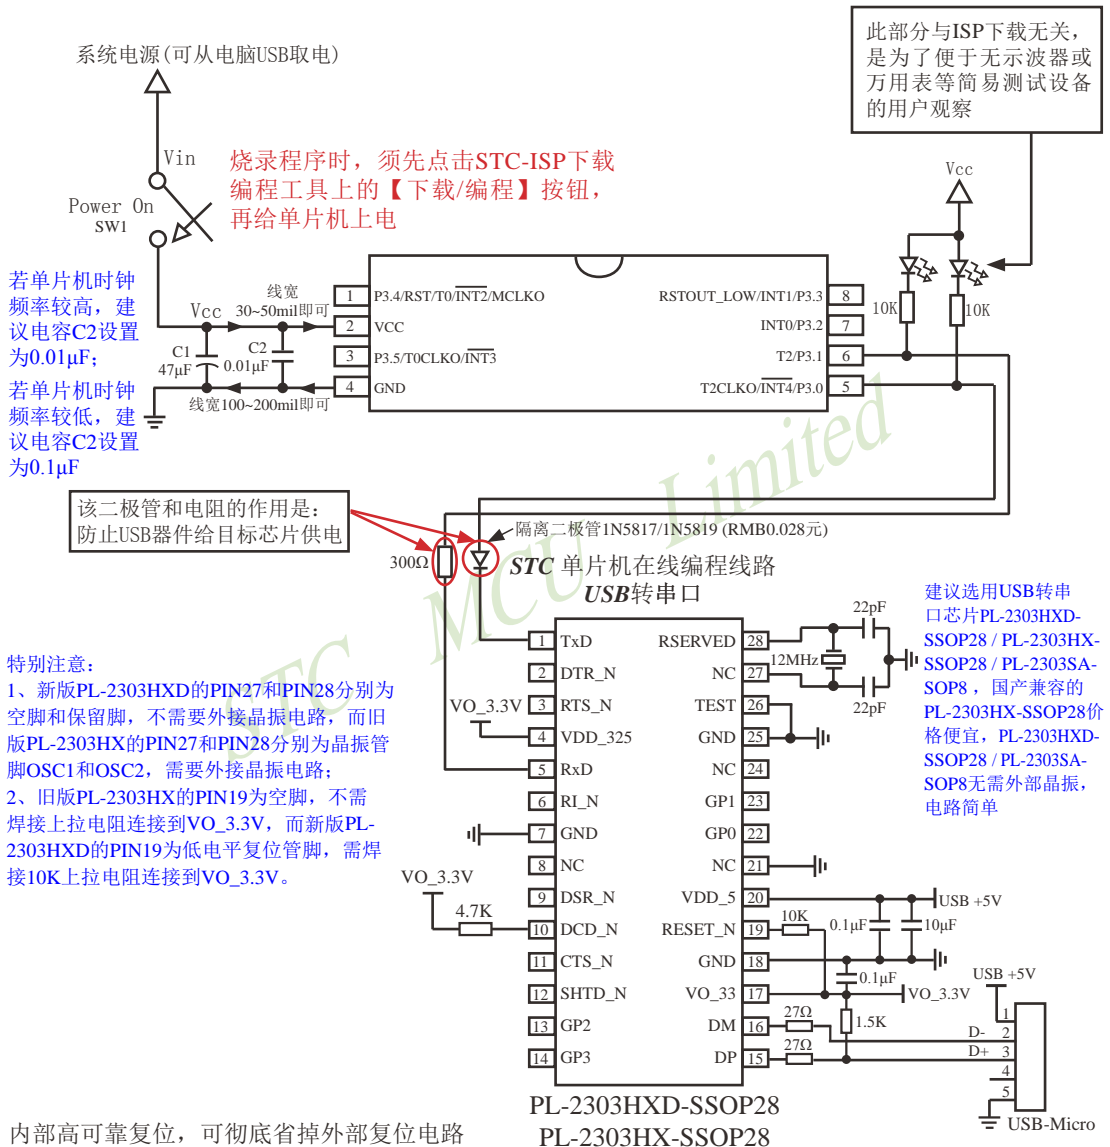 系统电源(可从电脑USB取电)
此部分与ISP下载无关，
是为了便于无示波器或
万用表等简易测试设备
的用户观察
Vin
Power On
SW1
烧录程序时，须先点击STC-ISP下载
编程工具上的【下载/编程】按钮，
再给单片机上电
Vcc
若单片机时钟
频率较高，建
议电容C2设置
为0.01μF；
若单片机时钟
频率较低，建
议电容C2设置
为0.1μF
Vcc
线宽
30~50mil即可
C1
47μF
C2
0.01μF
线宽100~200mil即可
1 P3.4/RST/T0/INT2/MCLKO
2 VCC
3 P3.5/T0CLKO/INT3
4 GND
RSTOUT_LOW/INT1/P3.3 8
INT0/P3.2 7
T2/P3.1 6
T2CLKO/INT4/P3.0 5
10K
10K
该二极管和电阻的作用是：
防止USB器件给目标芯片供电
300Ω
隔离二极管1N5817/1N5819 (RMB0.028元)
STC 单片机在线编程线路
USB转串口
STC MCU Limited
特别注意：
1、新版PL-2303HXD的PIN27和PIN28分别为
空脚和保留脚，不需要外接晶振电路，而旧
版PL-2303HX的PIN27和PIN28分别为晶振管
脚OSC1和OSC2，需要外接晶振电路；
2、旧版PL-2303HX的PIN19为空脚，不需
焊接上拉电阻连接到VO_3.3V，而新版PL-
2303HXD的PIN19为低电平复位管脚，需焊
接10K上拉电阻连接到VO_3.3V。
VO_3.3V
VO_3.3V
4.7K
1 TxD
2 DTR_N
3 RTS_N
4 VDD_325
5 RxD
6 RI_N
7 GND
8 NC
9 DSR_N
10 DCD_N
11 CTS_N
12 SHTD_N
13 GP2
14 GP3
RSERVED 28
NC 27
TEST 26
GND 25
NC 24
GP1 23
GP0 22
NC 21
VDD_5 20
RESET_N 19
GND 18
VO_33 17
DM 16
DP 15
22pF
12MHz
22pF
建议选用USB转串
口芯片PL-2303HXD-
SSOP28 / PL-2303HX-
SSOP28 / PL-2303SA-
SOP8 ，国产兼容的
PL-2303HX-SSOP28价
格便宜，PL-2303HXD-
SSOP28 / PL-2303SA-
SOP8无需外部晶振，
电路简单
USB +5V
10K
0.1μF
10μF
0.1μF
VO_3.3V
27Ω
1.5K
27Ω
USB +5V
1
D- 2
D+ 3
4
5
USB-Micro
PL-2303HXD-SSOP28
PL-2303HX-SSOP28
内部高可靠复位，可彻底省掉外部复位电路